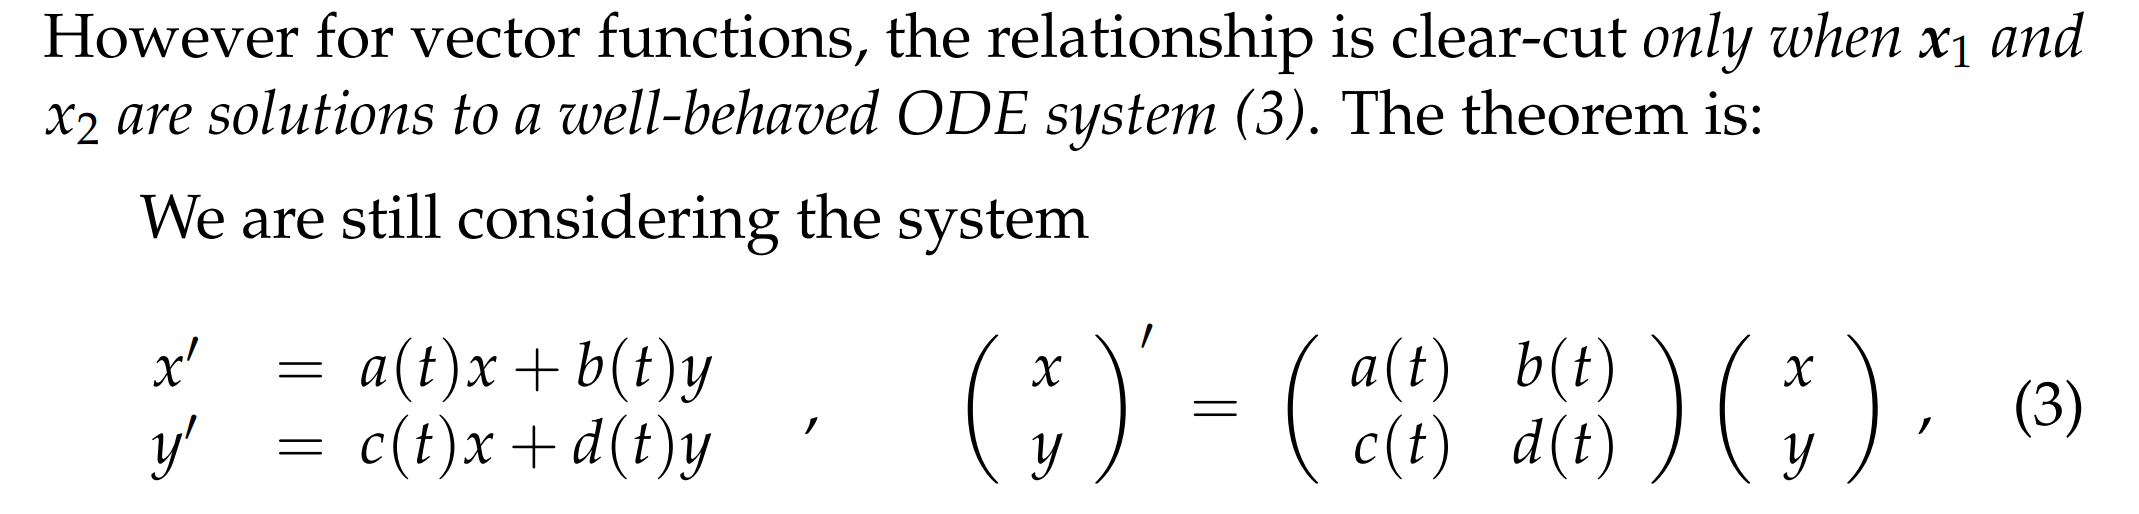 However for vector functions, the relationship is clear-cut only when x₁ and
x₂ are solutions to a well-behaved ODE system (3). The theorem is:
We are still considering the system
x′ = a(t)x + b(t)y
y′ = c(t)x + d(t)y , ( x y )′ = ( a(t) b(t) c(t) d(t) ) ( x y ) , (3)